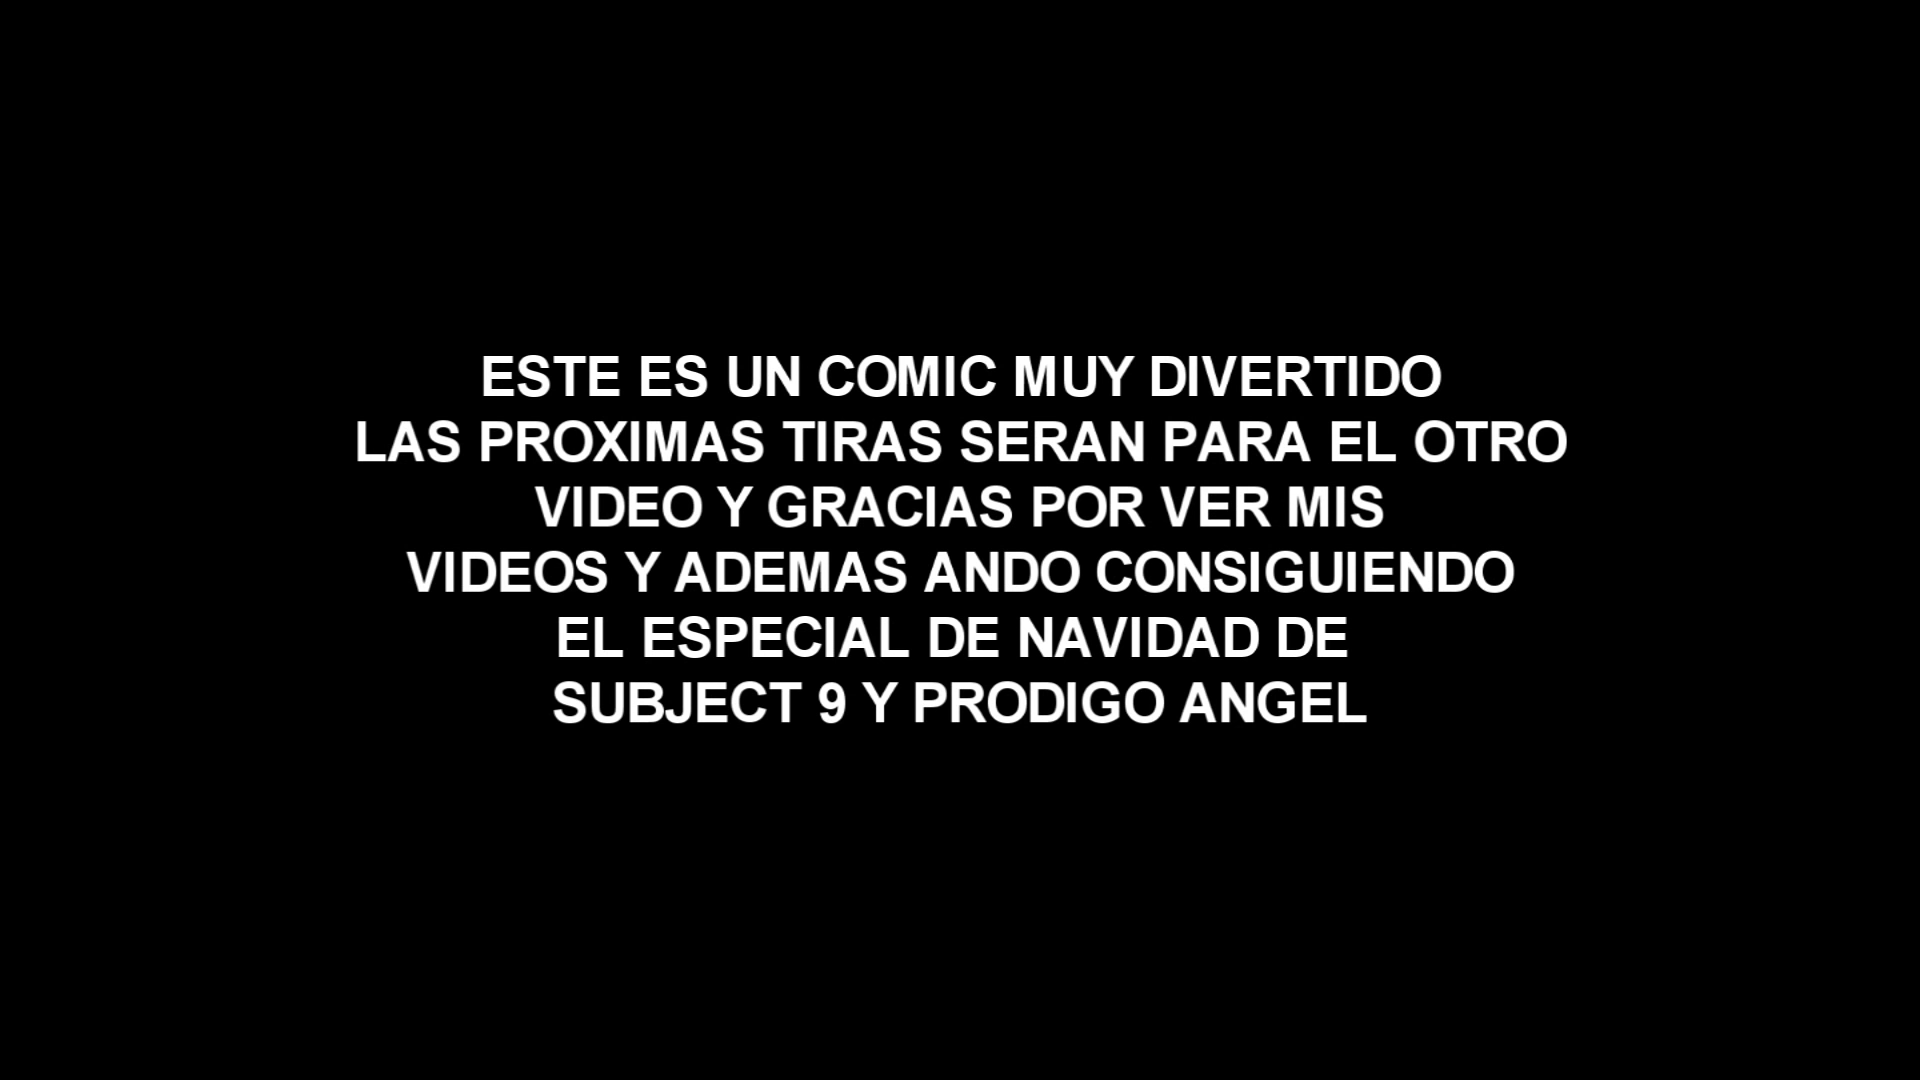 ESTE ES UN COMIC MUY DIVERTIDO
LAS PROXIMAS TIRAS SERAN PARA EL OTRO
VIDEO Y GRACIAS POR VER MIS
VIDEOS Y ADEMAS ANDO CONSIGUIENDO
EL ESPECIAL DE NAVIDAD DE
SUBJECT 9 Y PRODIGO ANGEL